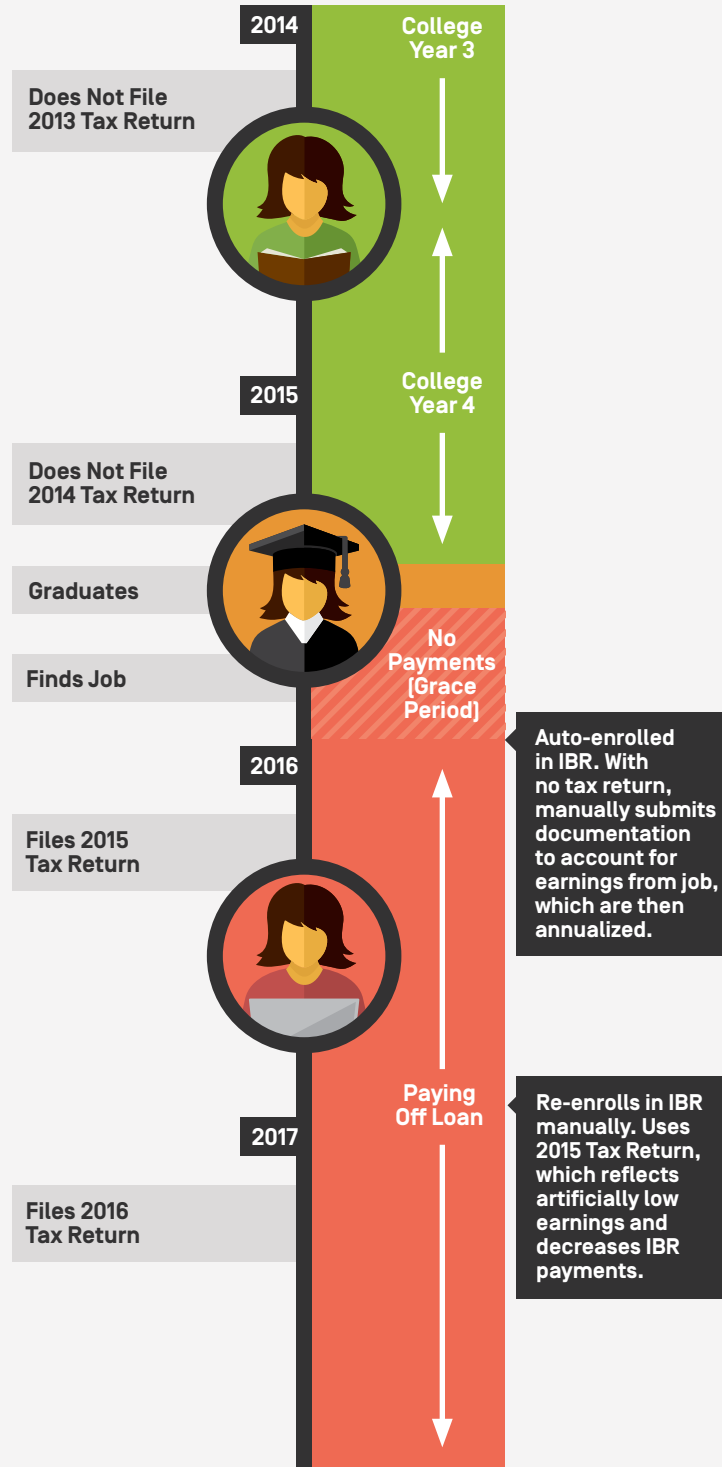 2014
College
Year 3
Does Not File
2013 Tax Return
2015
College
Year 4
Does Not File
2014 Tax Return
Graduates
No
Payments
(Grace
Period)
Finds Job
Auto-enrolled
in IBR. With
no tax return,
manually submits
documentation
to account for
earnings from job,
which are then
annualized.
2016
Files 2015
Tax Return
Paying
Off Loan
Re-enrolls in IBR
manually. Uses
2015 Tax Return,
which reflects
artificially low
earnings and
decreases IBR
payments.
2017
Files 2016
Tax Return